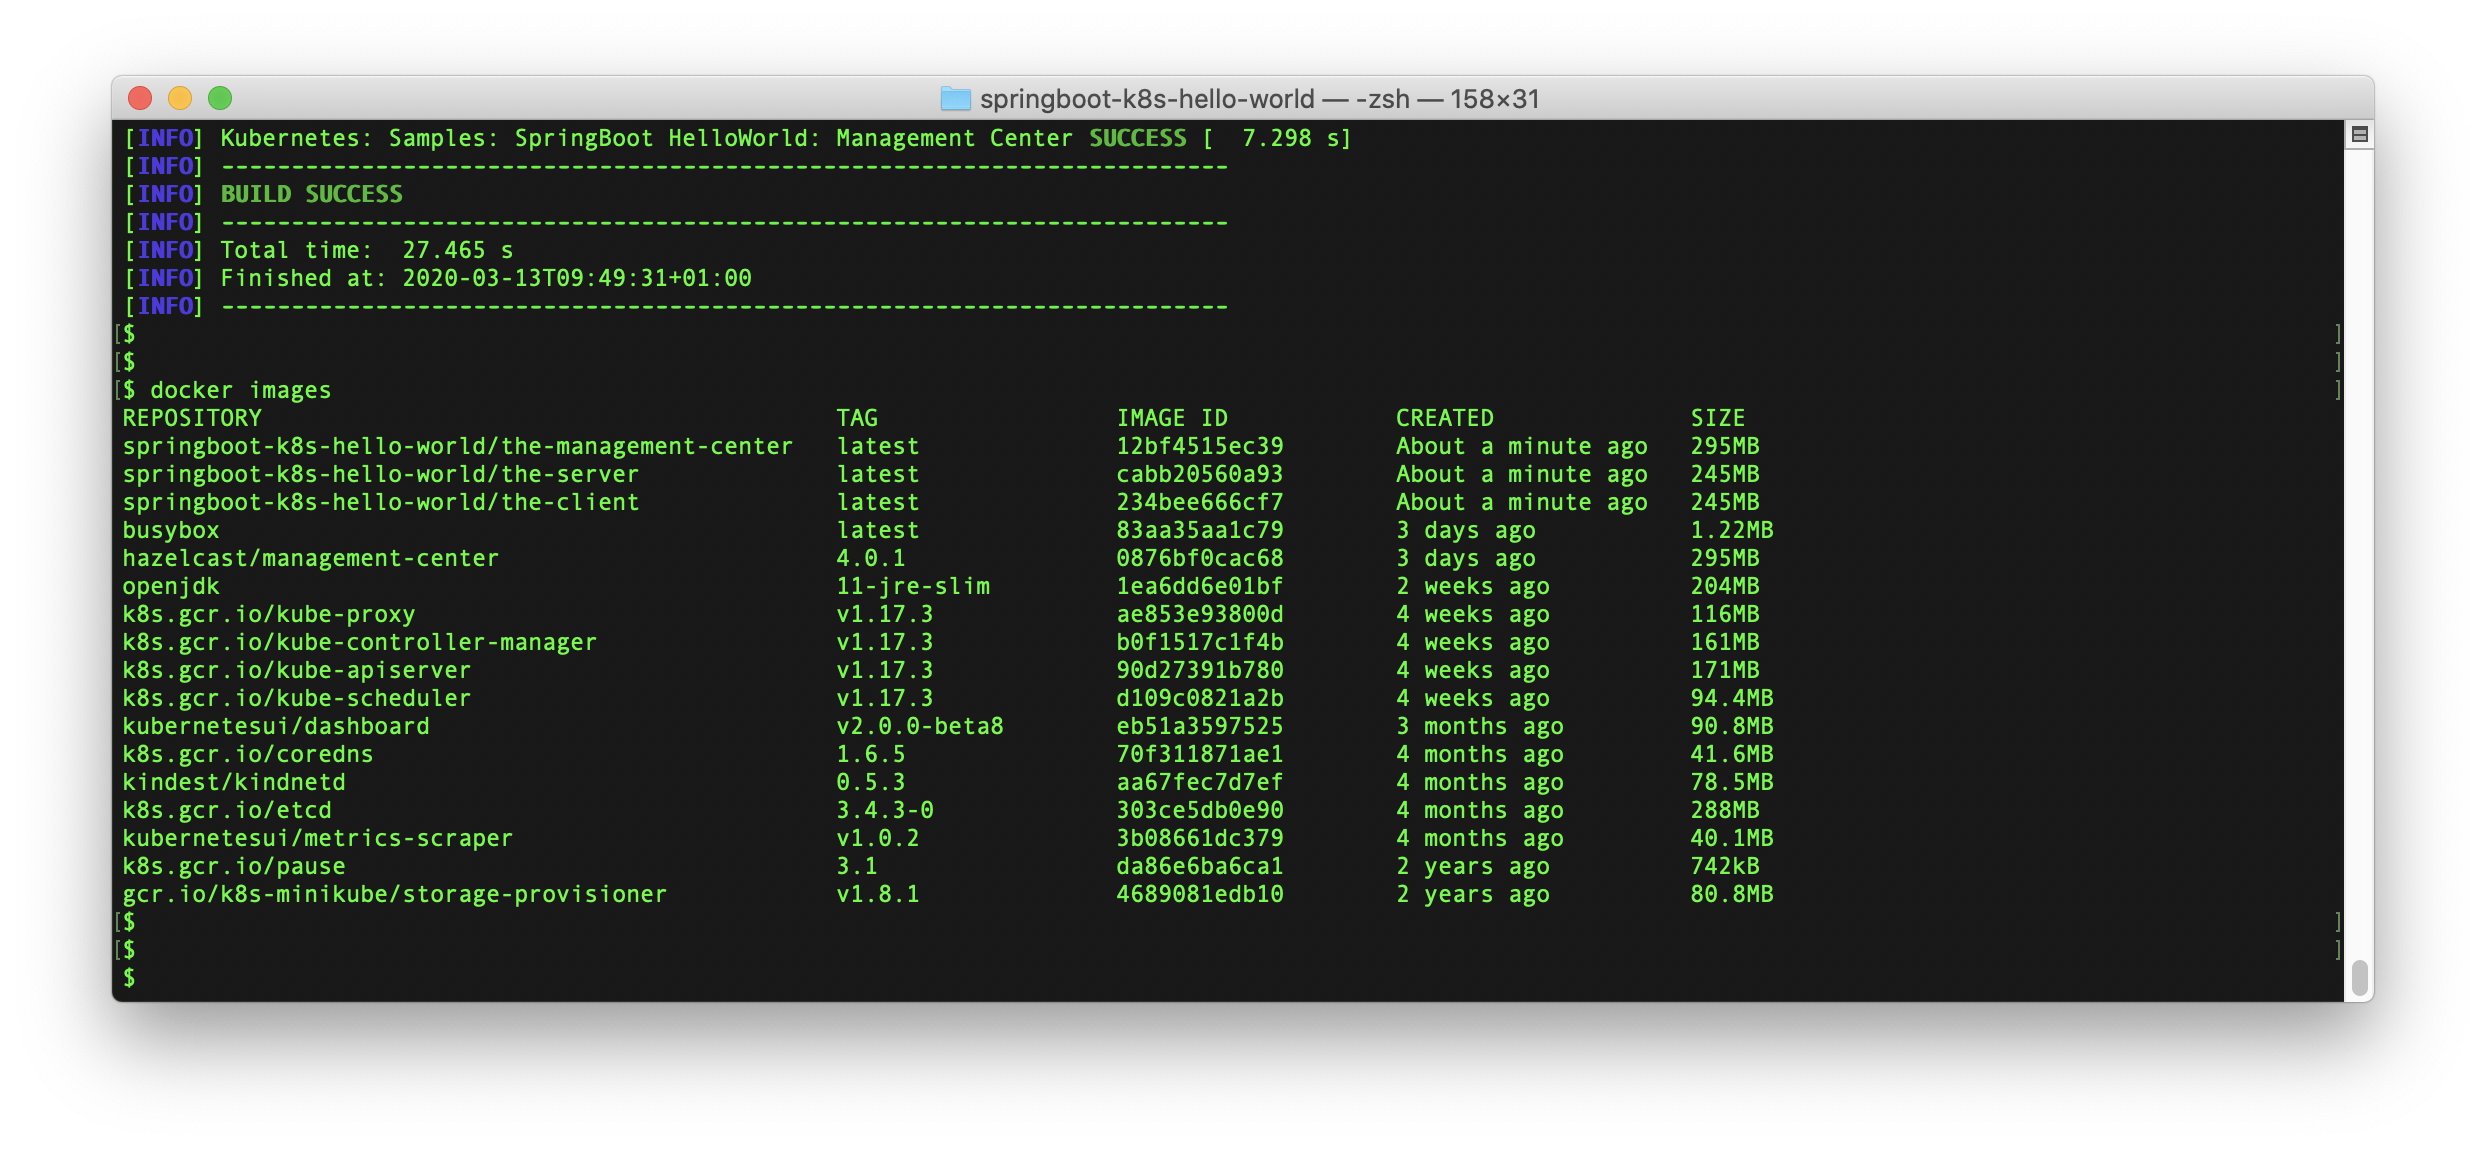 springboot-k8s-hello-world — -zsh — 158×31
[INFO] Kubernetes: Samples: SpringBoot HelloWorld: Management Center SUCCESS [  7.298 s]
[INFO] ------------------------------------------------------------------------
[INFO] BUILD SUCCESS
[INFO] ------------------------------------------------------------------------
[INFO] Total time:  27.465 s
[INFO] Finished at: 2020-03-13T09:49:31+01:00
[INFO] ------------------------------------------------------------------------
[$ ]
[$ ]
[$ docker images ]
REPOSITORY                                         TAG                 IMAGE ID            CREATED              SIZE
springboot-k8s-hello-world/the-management-center   latest              12bf4515ec39        About a minute ago   295MB
springboot-k8s-hello-world/the-server              latest              cabb20560a93        About a minute ago   245MB
springboot-k8s-hello-world/the-client              latest              234bee666cf7        About a minute ago   245MB
busybox                                            latest              83aa35aa1c79        3 days ago           1.22MB
hazelcast/management-center                        4.0.1               0876bf0cac68        3 days ago           295MB
openjdk                                            11-jre-slim         1ea6dd6e01bf        2 weeks ago          204MB
k8s.gcr.io/kube-proxy                              v1.17.3             ae853e93800d        4 weeks ago          116MB
k8s.gcr.io/kube-controller-manager                 v1.17.3             b0f1517c1f4b        4 weeks ago          161MB
k8s.gcr.io/kube-apiserver                          v1.17.3             90d27391b780        4 weeks ago          171MB
k8s.gcr.io/kube-scheduler                          v1.17.3             d109c0821a2b        4 weeks ago          94.4MB
kubernetesui/dashboard                             v2.0.0-beta8        eb51a3597525        3 months ago         90.8MB
k8s.gcr.io/coredns                                 1.6.5               70f311871ae1        4 months ago         41.6MB
kindest/kindnetd                                   0.5.3               aa67fec7d7ef        4 months ago         78.5MB
k8s.gcr.io/etcd                                    3.4.3-0             303ce5db0e90        4 months ago         288MB
kubernetesui/metrics-scraper                       v1.0.2              3b08661dc379        4 months ago         40.1MB
k8s.gcr.io/pause                                   3.1                 da86e6ba6ca1        2 years ago          742kB
gcr.io/k8s-minikube/storage-provisioner            v1.8.1              4689081edb10        2 years ago          80.8MB
[$ ]
[$ ]
$